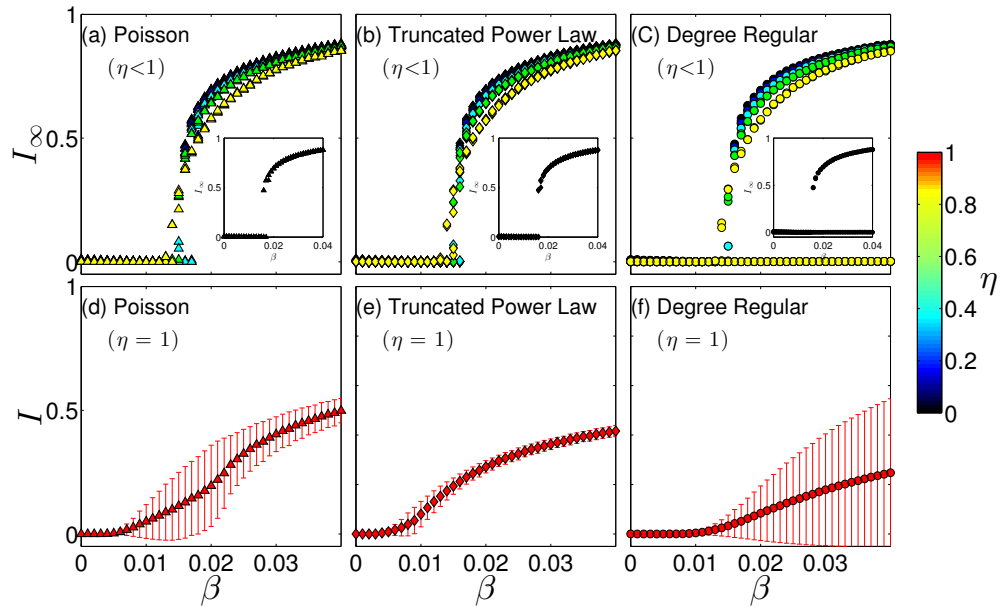 1
(a) Poisson
(η<1)
0.5
0
I∞
1
0.5
0
I∞
0
0.02
0.04
β
(b) Truncated Power Law
(η<1)
1
0.5
0
I∞
0
0.02
0.04
β
(C) Degree Regular
(η<1)
1
0.5
0
I∞
0
0.02
0.04
β
1
(d) Poisson
(η = 1)
0.5
0
I
0
0.01
0.02
0.03
β
(e) Truncated Power Law
(η = 1)
0
0.01
0.02
0.03
β
(f) Degree Regular
(η = 1)
0
0.01
0.02
0.03
β
1
0.8
0.6
0.4
0.2
0
η